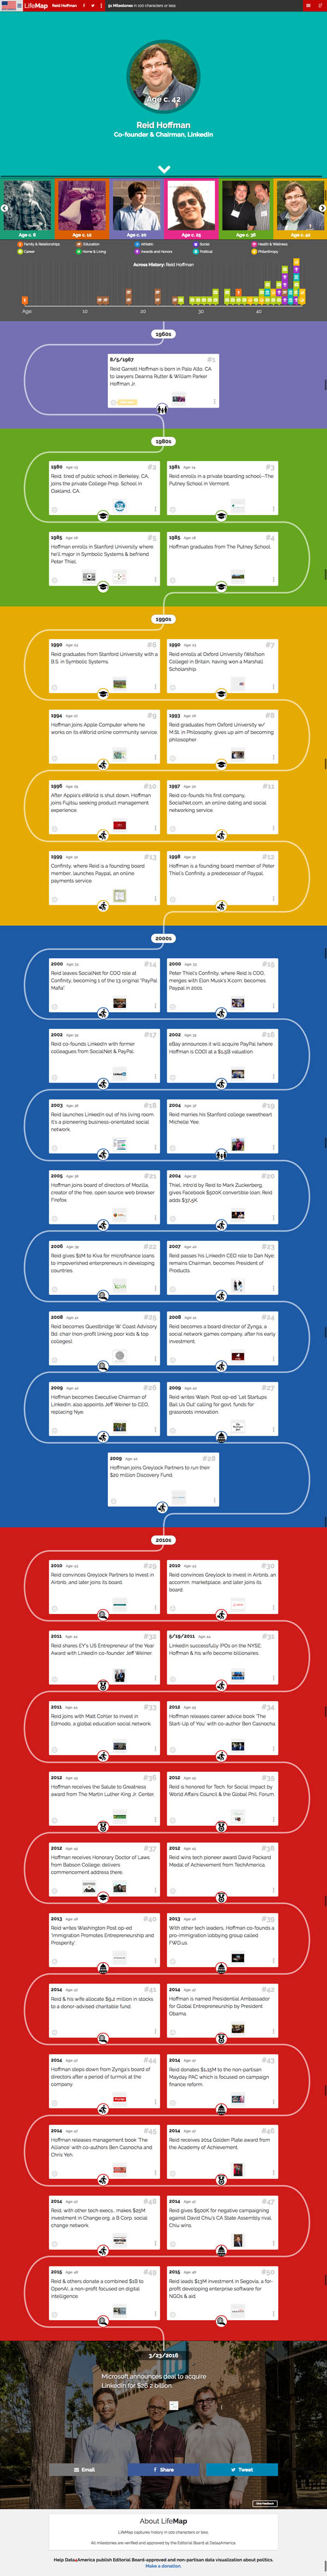 LifeMap Reid Hoffman 51 Milestones in 100 characters or less
Age c. 42
Reid Hoffman
Co-founder & Chairman, LinkedIn
Age c. 8 Age c. 12 Age c. 20 Age c. 25 Age c. 36 Age c. 42
Family & Relationships Education Athletic Social Health & Wellness
Career Home & Living Awards and Honors Political Philanthropy
Across History: Reid Hoffman
Age: 10 20 30 40
1960s
8/5/1967 #1
Reid Garrett Hoffman is born in Palo Alto, CA
to lawyers Deanna Rutter & William Parker
Hoffman Jr.
1980s
1980 Age 13 #2
Reid, tired of public school in Berkeley, CA,
joins the private College Prep. School in
Oakland, CA.
1981 Age 14 #3
Reid enrolls in a private boarding school--The
Putney School in Vermont.
1985 Age 18 #5
Hoffman enrolls in Stanford University where
he'll major in Symbolic Systems & befriend
Peter Thiel.
1985 Age 18 #4
Hoffman graduates from The Putney School.
1990s
1990 Age 23 #6
Reid graduates from Stanford University with a
B.S. in Symbolic Systems.
1990 Age 23 #7
Reid enrolls at Oxford University (Wolfson
College) in Britain, having won a Marshall
Scholarship.
1994 Age 27 #9
Hoffman joins Apple Computer where he
works on its eWorld online community service.
1993 Age 26 #8
Reid graduates from Oxford University w/
M.St. in Philosophy, gives up aim of becoming
philosopher.
1996 Age 29 #10
After Apple's eWorld is shut down, Hoffman
joins Fujitsu seeking product management
experience.
1997 Age 30 #11
Reid co-founds his first company,
SocialNet.com, an online dating and social
networking service.
1999 Age 32 #13
Confinity, where Reid is a founding board
member, launches Paypal, an online
payments service.
1998 Age 31 #12
Hoffman is a founding board member of Peter
Thiel's Confinity, a predecessor of Paypal.
2000s
2000 Age 33 #14
Reid leaves SocialNet for COO role at
Confinity, becoming 1 of the 13 original "PayPal
Mafia".
2000 Age 33 #15
Peter Thiel's Confinity, where Reid is COO,
merges with Elon Musk's X.com; becomes
Paypal in 2001.
2002 Age 35 #17
Reid co-founds LinkedIn with former
colleagues from SocialNet & PayPal.
2002 Age 35 #16
eBay announces it will acquire PayPal (where
Hoffman is COO) at a $1.5B valuation.
2003 Age 36 #18
Reid launches LinkedIn out of his living room.
It's a pioneering business-oriented social
network.
2004 Age 37 #19
Reid marries his Stanford college sweetheart
Michelle Yee.
2005 Age 38 #21
Hoffman joins board of directors of Mozilla,
creator of the free, open source web browser
Firefox.
2004 Age 37 #20
Thiel, intro'd by Reid to Mark Zuckerberg,
gives Facebook $500K convertible loan; Reid
adds $37.5K.
2006 Age 39 #22
Reid gives $1M to Kiva for microfinance loans
to impoverished enterpreneurs in developing
countries.
2007 Age 40 #23
Reid passes his LinkedIn CEO role to Dan Nye,
remains Chairman, becomes President of
Products.
2008 Age 41 #25
Reid becomes Questbridge W. Coast Advisory
Bd. chair (non-profit linking poor kids & top
colleges).
2008 Age 41 #24
Reid becomes a board director of Zynga, a
social network games company, after his early
investment.
2009 Age 42 #26
Hoffman becomes Executive Chairman of
LinkedIn; also appoints Jeff Weiner to CEO,
replacing Nye.
2009 Age 42 #27
Reid writes Wash. Post op-ed 'Let Startups
Bail Us Out' calling for govt. funds for
grassroots innovation.
2009 Age 42 #28
Hoffman joins Greylock Partners to run their
$20 million Discovery Fund.
2010s
2010 Age 43 #29
Reid convinces Greylock Partners to invest in
Airbnb, and later joins its board.
2010 Age 43 #30
Reid convinces Greylock to invest in Airbnb, an
accomm. marketplace, and later joins its
board.
2011 Age 44 #32
Reid shares EY's US Entrepreneur of the Year
Award with LinkedIn co-founder Jeff Weiner.
5/19/2011 Age 43 #31
LinkedIn successfully IPOs on the NYSE;
Hoffman & his wife become billionaires.
2011 Age 44 #33
Reid joins with Matt Cohler to invest in
Edmodo, a global education social network.
2012 Age 45 #34
Hoffman releases career advice book 'The
Start-Up of You' with co-author Ben Casnocha.
2012 Age 45 #36
Hoffman receives the Salute to Greatness
award from The Martin Luther King Jr. Center.
2012 Age 45 #35
Reid is honored for Tech. for Social Impact by
World Affairs Council & the Global Phil. Forum.
2012 Age 45 #37
Hoffman receives Honorary Doctor of Laws
from Babson College; delivers
commencement address there.
2012 Age 45 #38
Reid wins tech pioneer award David Packard
Medal of Achievement from TechAmerica.
2013 Age 46 #40
Reid writes Washington Post op-ed
'Immigration Promotes Entrepreneurship and
Prosperity'.
2013 Age 46 #39
With other tech leaders, Hoffman co-founds a
pro-immigration lobbying group called
FWD.us.
2014 Age 47 #41
Reid & his wife allocate $9.2 million in stocks
to a donor-advised charitable fund.
2014 Age 47 #42
Hoffman is named Presidential Ambassador
for Global Entrepreneurship by President
Obama.
2014 Age 47 #44
Hoffman steps down from Zynga's board of
directors after a period of turmoil at the
company.
2014 Age 47 #43
Reid donates $1.15M to the non-partisan
Mayday PAC which is focused on campaign
finance reform.
2014 Age 47 #45
Hoffman releases management book 'The
Alliance' with co-authors Ben Casnocha and
Chris Yeh.
2014 Age 47 #46
Reid receives 2014 Golden Plate award from
the Academy of Achievement.
2014 Age 47 #48
Reid, with other tech execs., makes $25M
investment in Change.org, a B Corp. social
change network.
2014 Age 47 #47
Reid gives $500K for negative campaigning
against David Chiu's CA State Assembly rival,
Chiu wins.
2015 Age 48 #49
Reid & others donate a combined $1B to
OpenAI, a non-profit focused on digital
intelligence.
2015 Age 48 #50
Reid leads $13M investment in Segovia, a for-
profit developing enterprise software for
NGOs & aid.
3/23/2016
Microsoft announces deal to acquire
LinkedIn for $26.2 billion.
Email Share Tweet
Give Feedback
About LifeMap
LifeMap captures history in 100 characters or less.
All milestones are verified and approved by the Editorial Board at Data4America.
Help Data4America publish Editorial Board-approved and non-partisan data visualization about politics.
Make a donation.